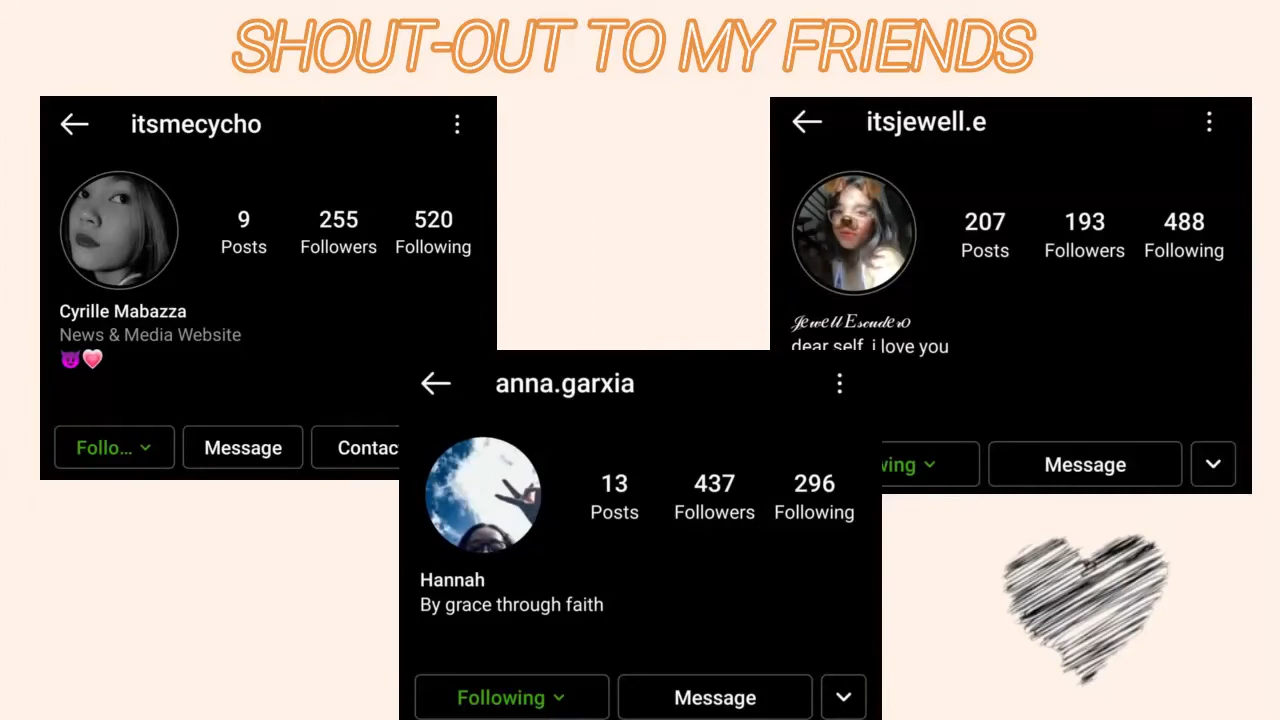 SHOUT-OUT TO MY FRIENDS
itsmecycho
9 255 520
Posts Followers Following
Cyrille Mabazza
News & Media Website
😈💗
Follo... Message Contac
itsjewell.e
207 193 488
Posts Followers Following
𝒥ℯ𝓌ℯ𝓁𝓁 ℰ𝓈𝒸𝓊𝒹ℯ𝓇ℴ
dear self, i love you
wing Message
anna.garxia
13 437 296
Posts Followers Following
Hannah
By grace through faith
Following Message